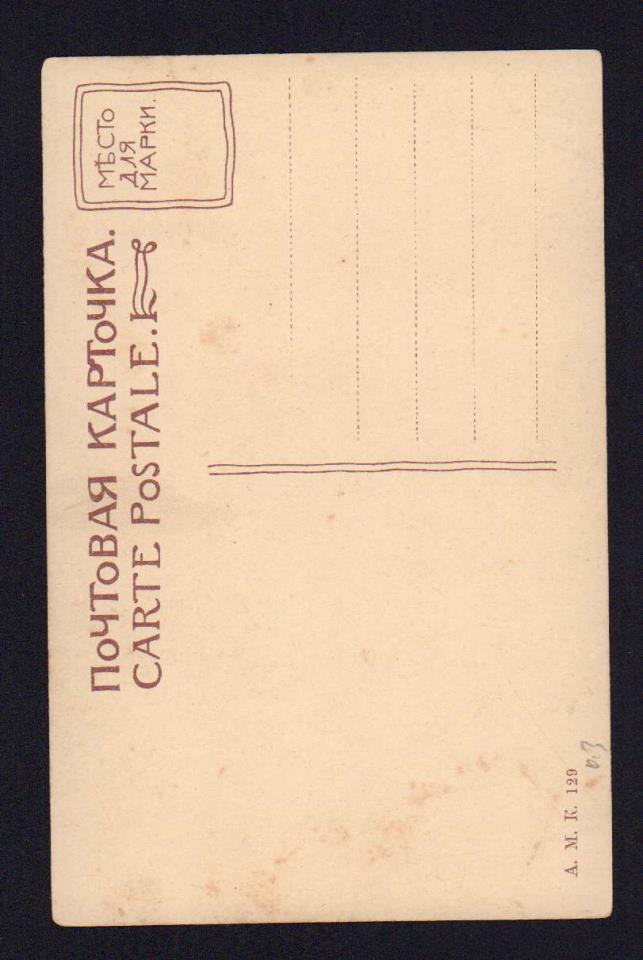 ПОЧТОВАЯ КАРТОЧКА.
CARTE POSTALE.
МѢСТО
ДЛЯ
МАРКИ.
А. М. К. 129